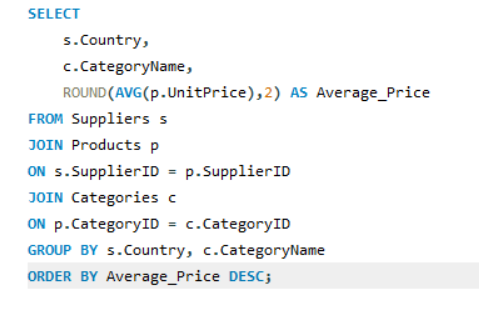 SELECT
s.Country,
c.CategoryName,
ROUND(AVG(p.UnitPrice),2) AS Average_Price
FROM Suppliers s
JOIN Products p
ON s.SupplierID = p.SupplierID
JOIN Categories c
ON p.CategoryID = c.CategoryID
GROUP BY s.Country, c.CategoryName
ORDER BY Average_Price DESC;